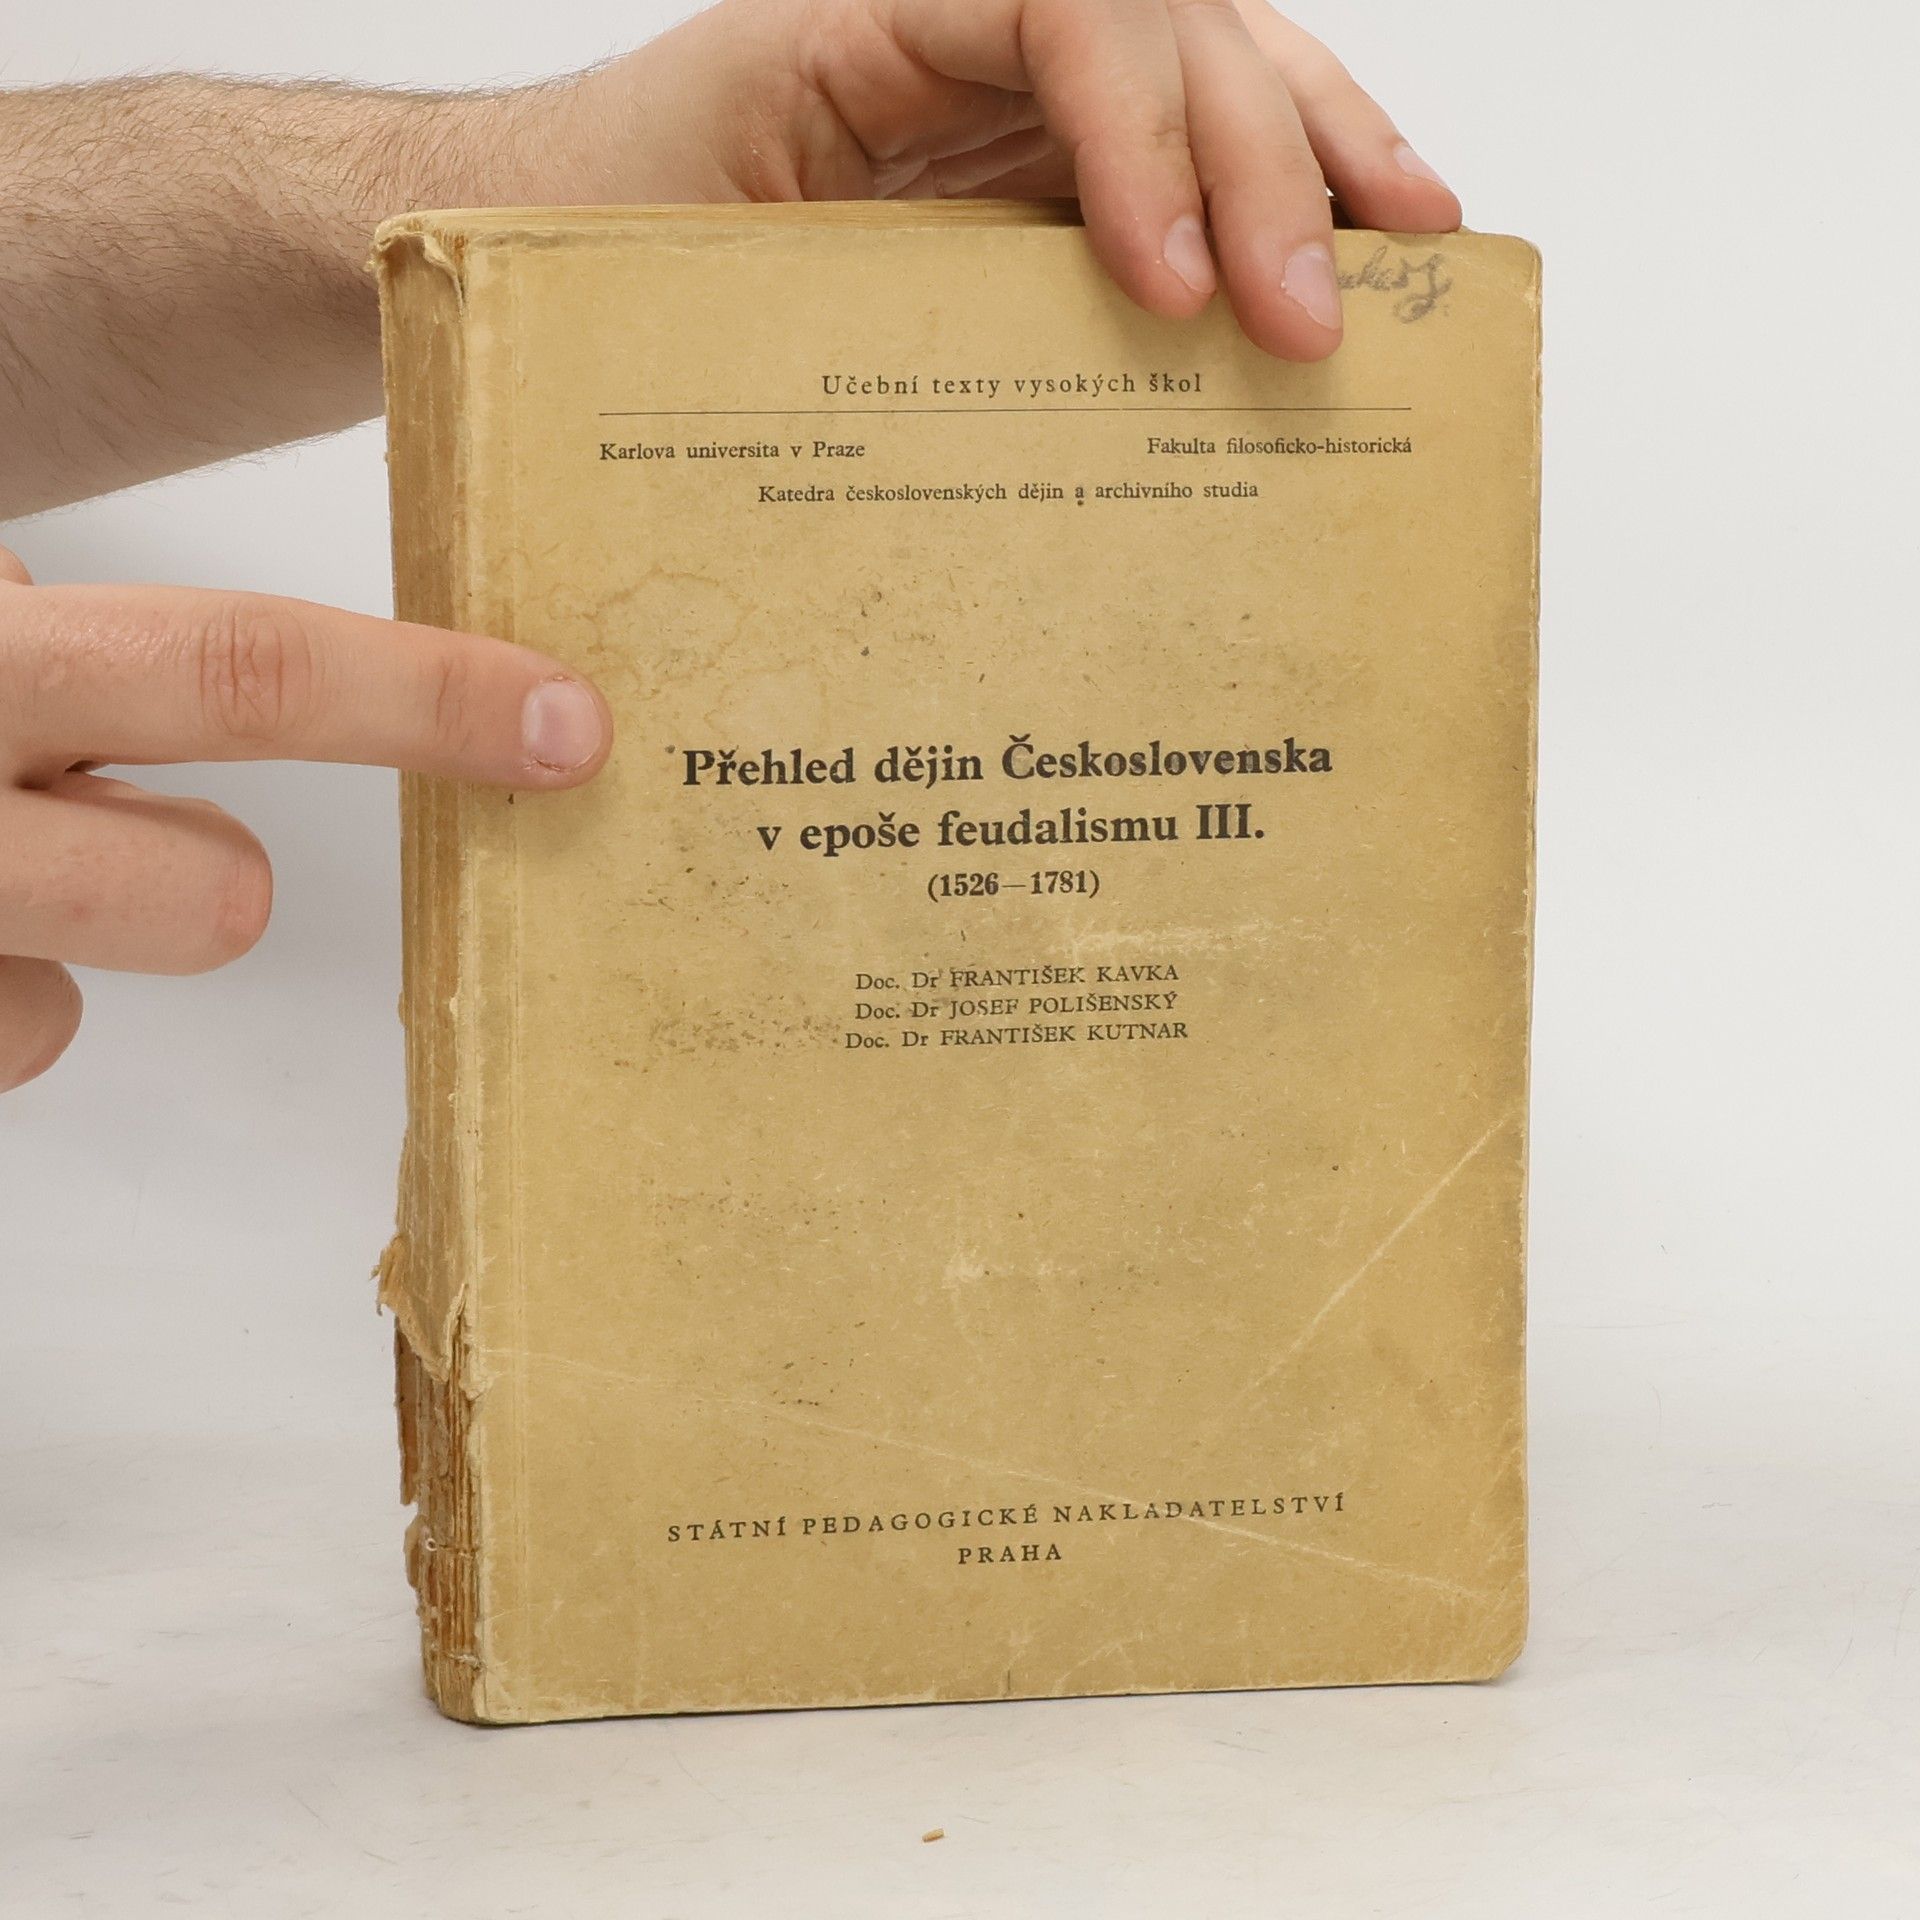 Učební texty vysokých škol
Karlova universita v Praze Fakulta filosoficko-historická
Katedra československých dějin a archivního studia
Přehled dějin Československa
v epoše feudalismu III.
(1526—1781)
Doc. Dr FRANTIŠEK KAVKA
Doc. Dr JOSEF POLIŠENSKÝ
Doc. Dr FRANTIŠEK KUTNAR
STÁTNÍ PEDAGOGICKÉ NAKLADATELSTVÍ
PRAHA